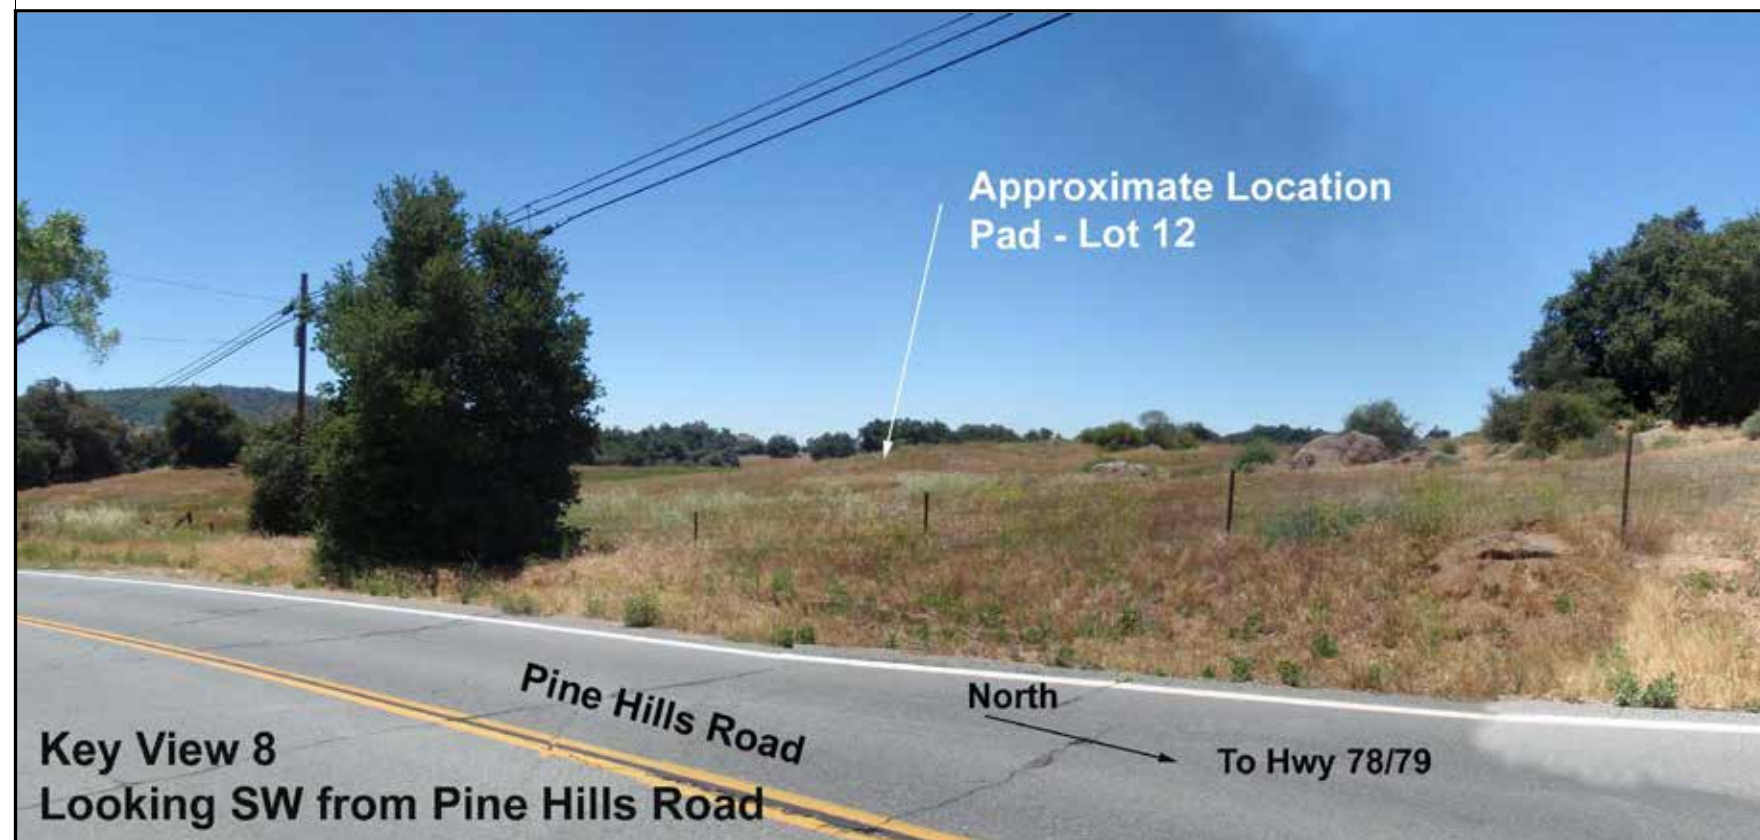 Approximate Location
Pad - Lot 12
Pine Hills Road
North
To Hwy 78/79
Key View 8
Looking SW from Pine Hills Road